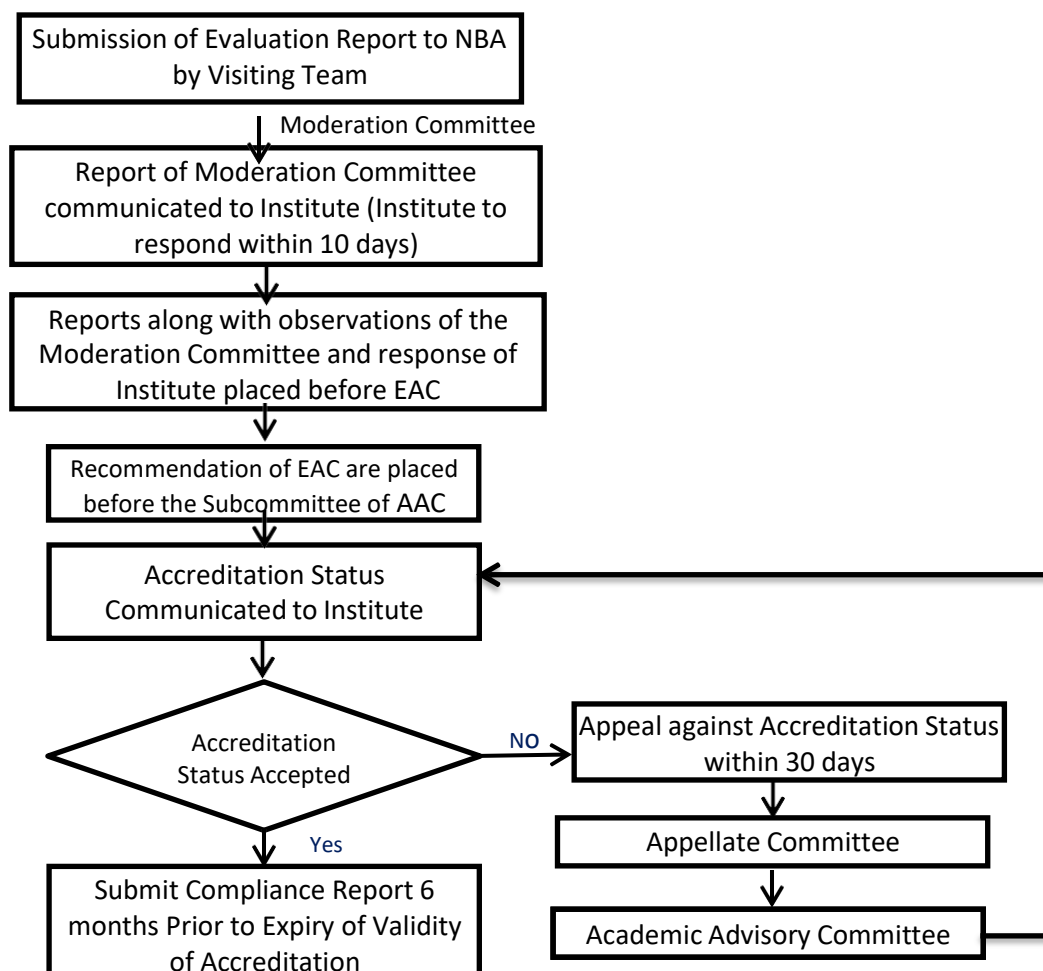 Submission of Evaluation Report to NBA
by Visiting Team
Moderation Committee
Report of Moderation Committee
communicated to Institute (Institute to
respond within 10 days)
Reports along with observations of the
Moderation Committee and response of
Institute placed before EAC
Recommendation of EAC are placed
before the Subcommittee of AAC
Accreditation Status
Communicated to Institute
Accreditation
Status Accepted
NO
Appeal against Accreditation Status
within 30 days
Appellate Committee
Academic Advisory Committee
Yes
Submit Compliance Report 6
months Prior to Expiry of Validity
of Accreditation